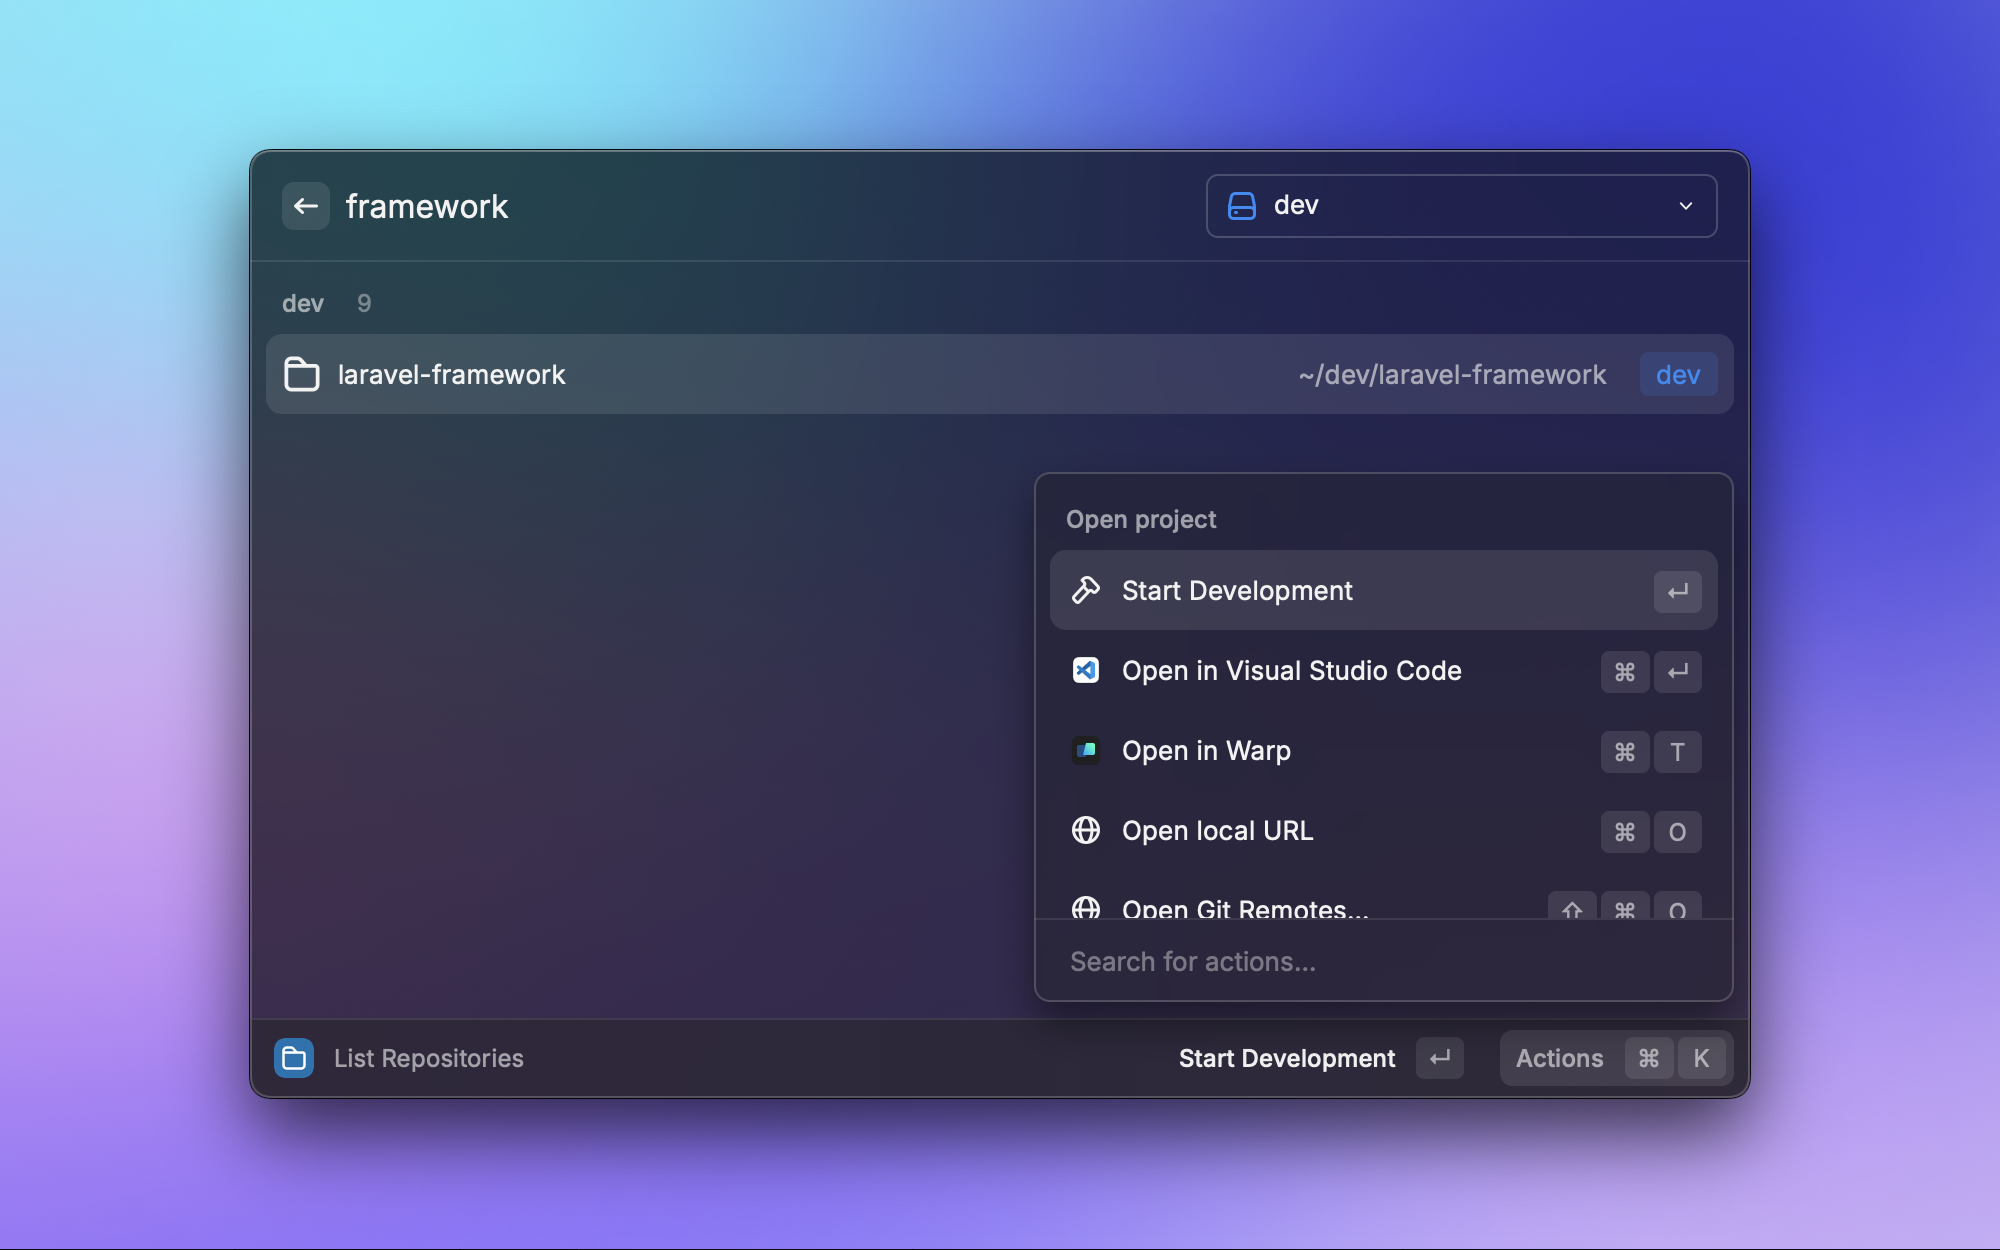 framework
dev
dev 9
laravel-framework ~/dev/laravel-framework dev
Open project
Start Development ↵
Open in Visual Studio Code ⌘ ↵
Open in Warp ⌘ T
Open local URL ⌘ O
Open Git Remotes... ⇧ ⌘ O
Search for actions...
List Repositories Start Development ↵ Actions ⌘ K